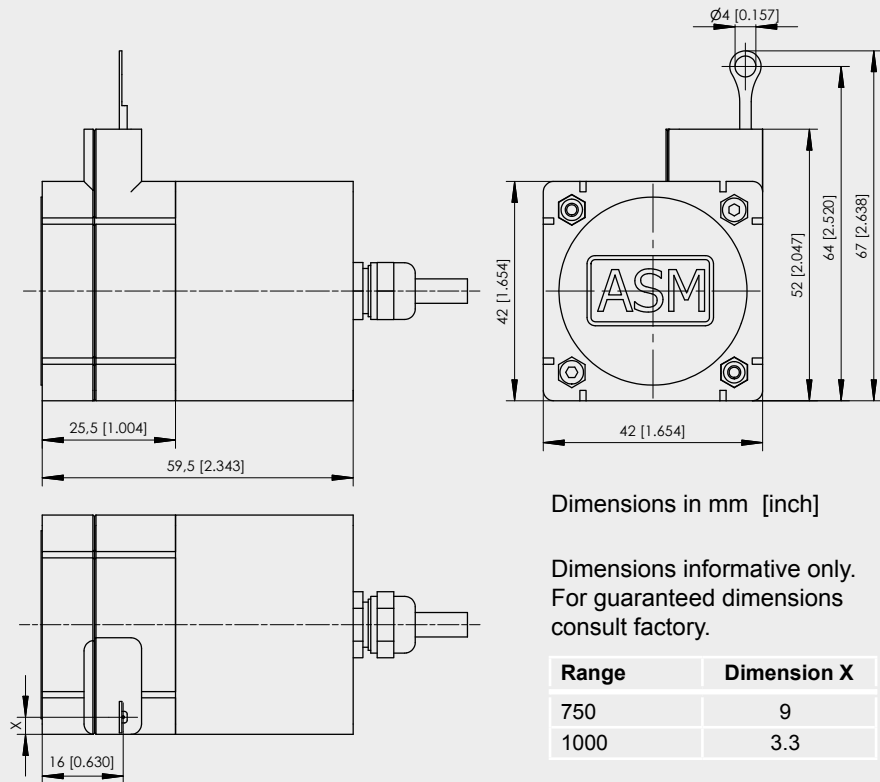 Ø4 [0.157]
42 [1.654]
ASM
52 [2.047]
64 [2.520]
67 [2.638]
25,5 [1.004]
42 [1.654]
59,5 [2.343]
Dimensions in mm [inch]
Dimensions informative only.
For guaranteed dimensions
consult factory.
Range Dimension X
750 9
1000 3.3
X
16 [0.630]